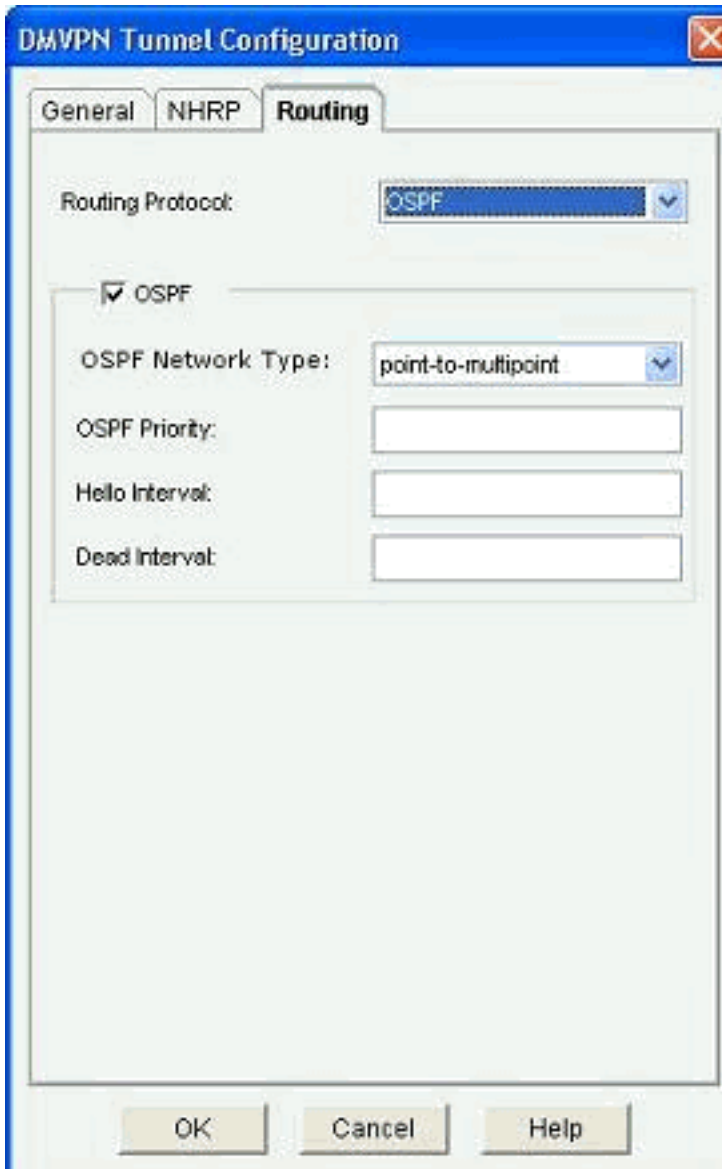 DMVPN Tunnel Configuration
General NHRP Routing
Routing Protocol: OSPF
OSPF
OSPF Network Type: point-to-multipoint
OSPF Priority:
Hello Interval:
Dead Interval:
OK Cancel Help